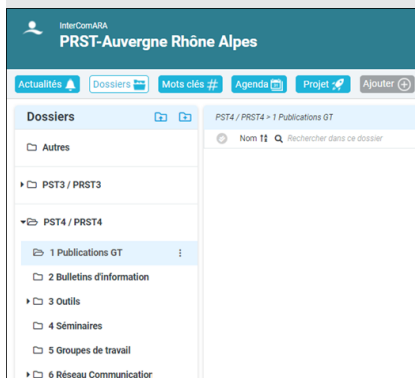 InterComARA
PRST-Auvergne Rhône Alpes
Actualités Dossiers Mots clés # Agenda Projet Ajouter
Dossiers
PST4 / PRST4 > 1 Publications GT
Nom Rechercher dans ce dossier
Autres
PST3 / PRST3
PST4 / PRST4
1 Publications GT
2 Bulletins d'information
3 Outils
4 Séminaires
5 Groupes de travail
6 Réseau Communication